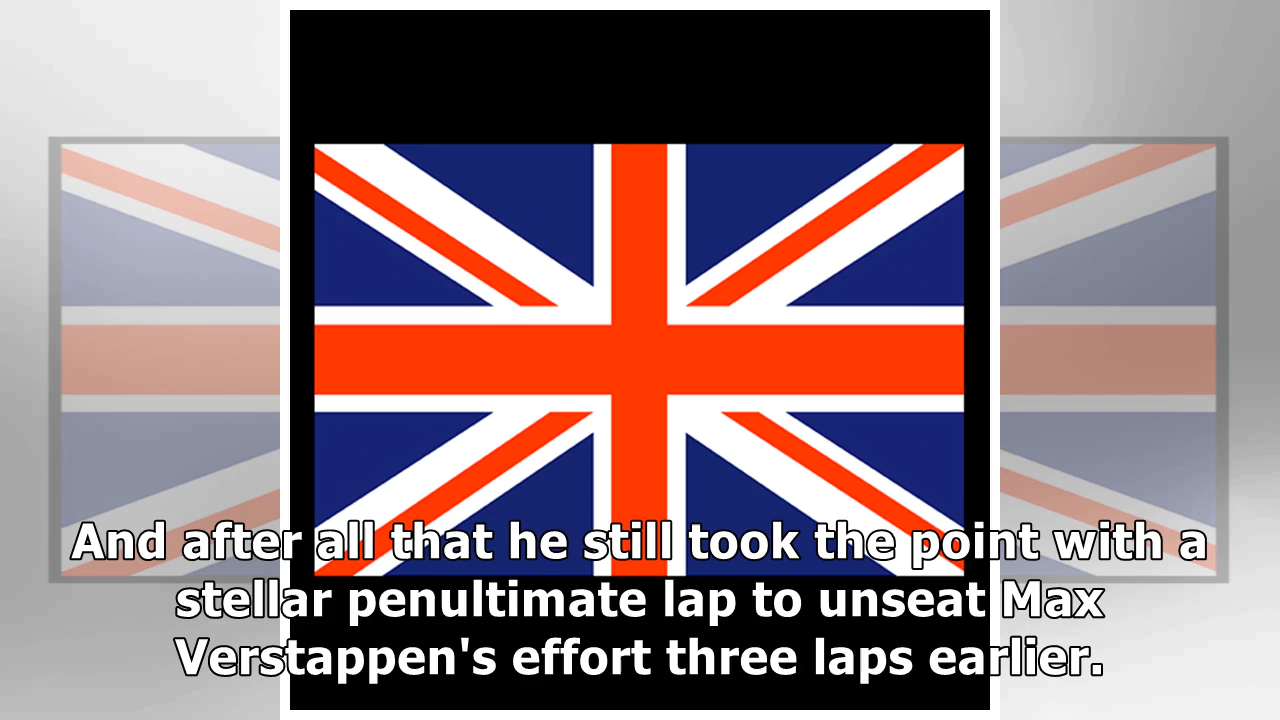 And after all that he still took the point with a
stellar penultimate lap to unseat Max
Verstappen's effort three laps earlier.